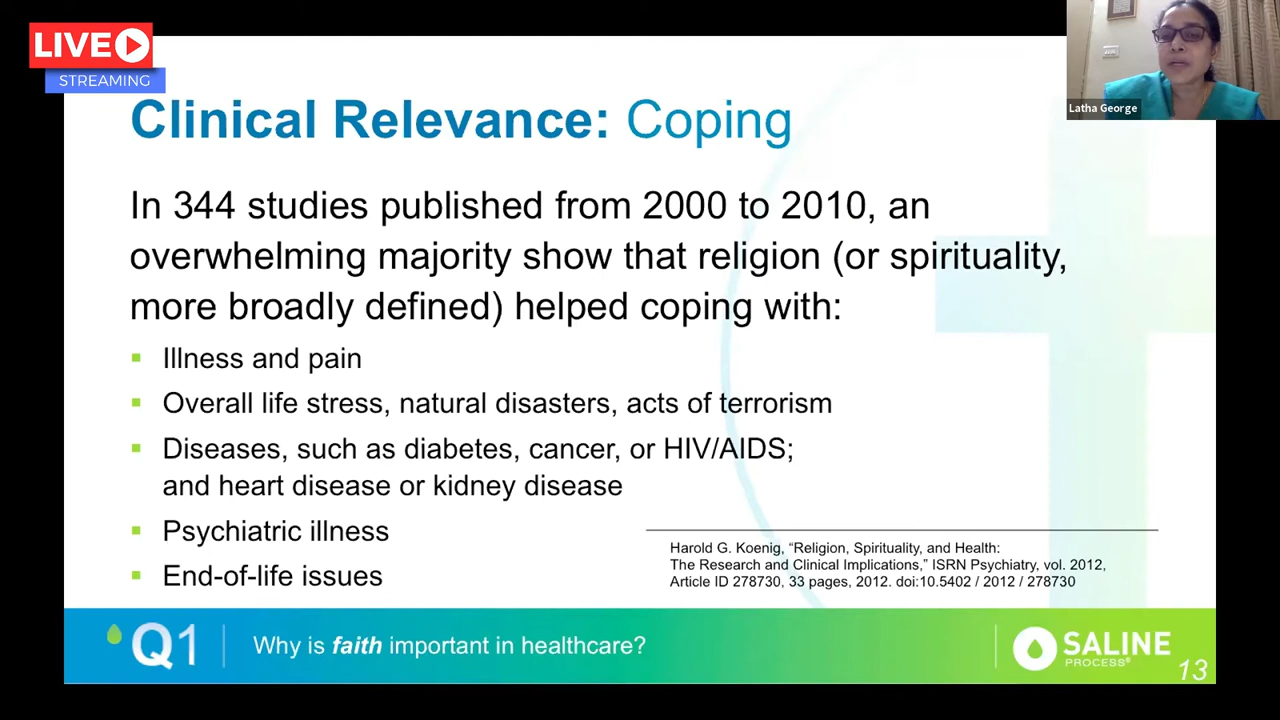 LIVE
STREAMING
Latha George
Clinical Relevance: Coping
In 344 studies published from 2000 to 2010, an
overwhelming majority show that religion (or spirituality,
more broadly defined) helped coping with:
▪ Illness and pain
▪ Overall life stress, natural disasters, acts of terrorism
▪ Diseases, such as diabetes, cancer, or HIV/AIDS;
and heart disease or kidney disease
▪ Psychiatric illness
▪ End-of-life issues
Harold G. Koenig, “Religion, Spirituality, and Health:
The Research and Clinical Implications,” ISRN Psychiatry, vol. 2012,
Article ID 278730, 33 pages, 2012. doi:10.5402 / 2012 / 278730
Q1
Why is faith important in healthcare?
SALINE
PROCESS®
13